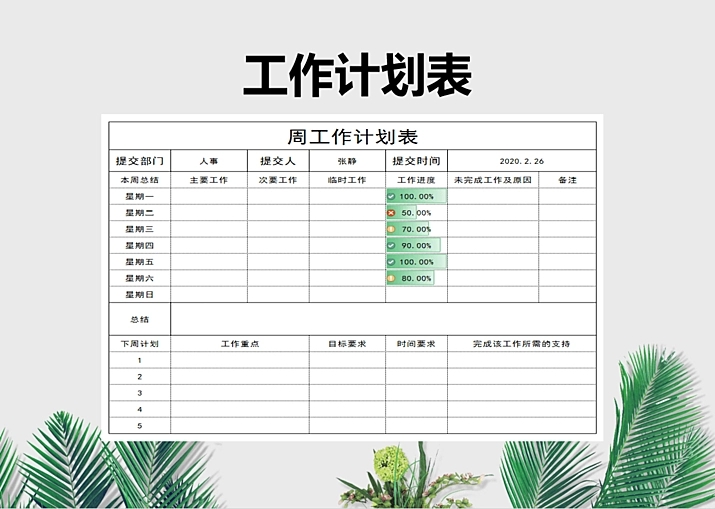 工作计划表
周工作计划表
提交部门 人事 提交人 张静 提交时间 2020.2.26
本周总结 主要工作 次要工作 临时工作 工作进度 未完成工作及原因 备注
星期一 100.00%
星期二 50.00%
星期三 70.00%
星期四 90.00%
星期五 100.00%
星期六 80.00%
星期日
总结
下周计划 工作重点 目标要求 时间要求 完成该工作所需的支持
1
2
3
4
5